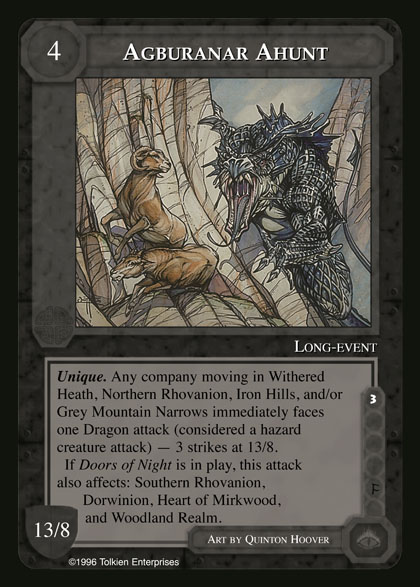 4
AGBURANAR AHUNT
LONG-EVENT
Unique. Any company moving in Withered
Heath, Northern Rhovanion, Iron Hills, and/or
Grey Mountain Narrows immediately faces
one Dragon attack (considered a hazard
creature attack) — 3 strikes at 13/8.
If Doors of Night is in play, this attack
also affects: Southern Rhovanion,
Dorwinion, Heart of Mirkwood,
and Woodland Realm.
3
13/8
ART BY QUINTON HOOVER
©1996 Tolkien Enterprises